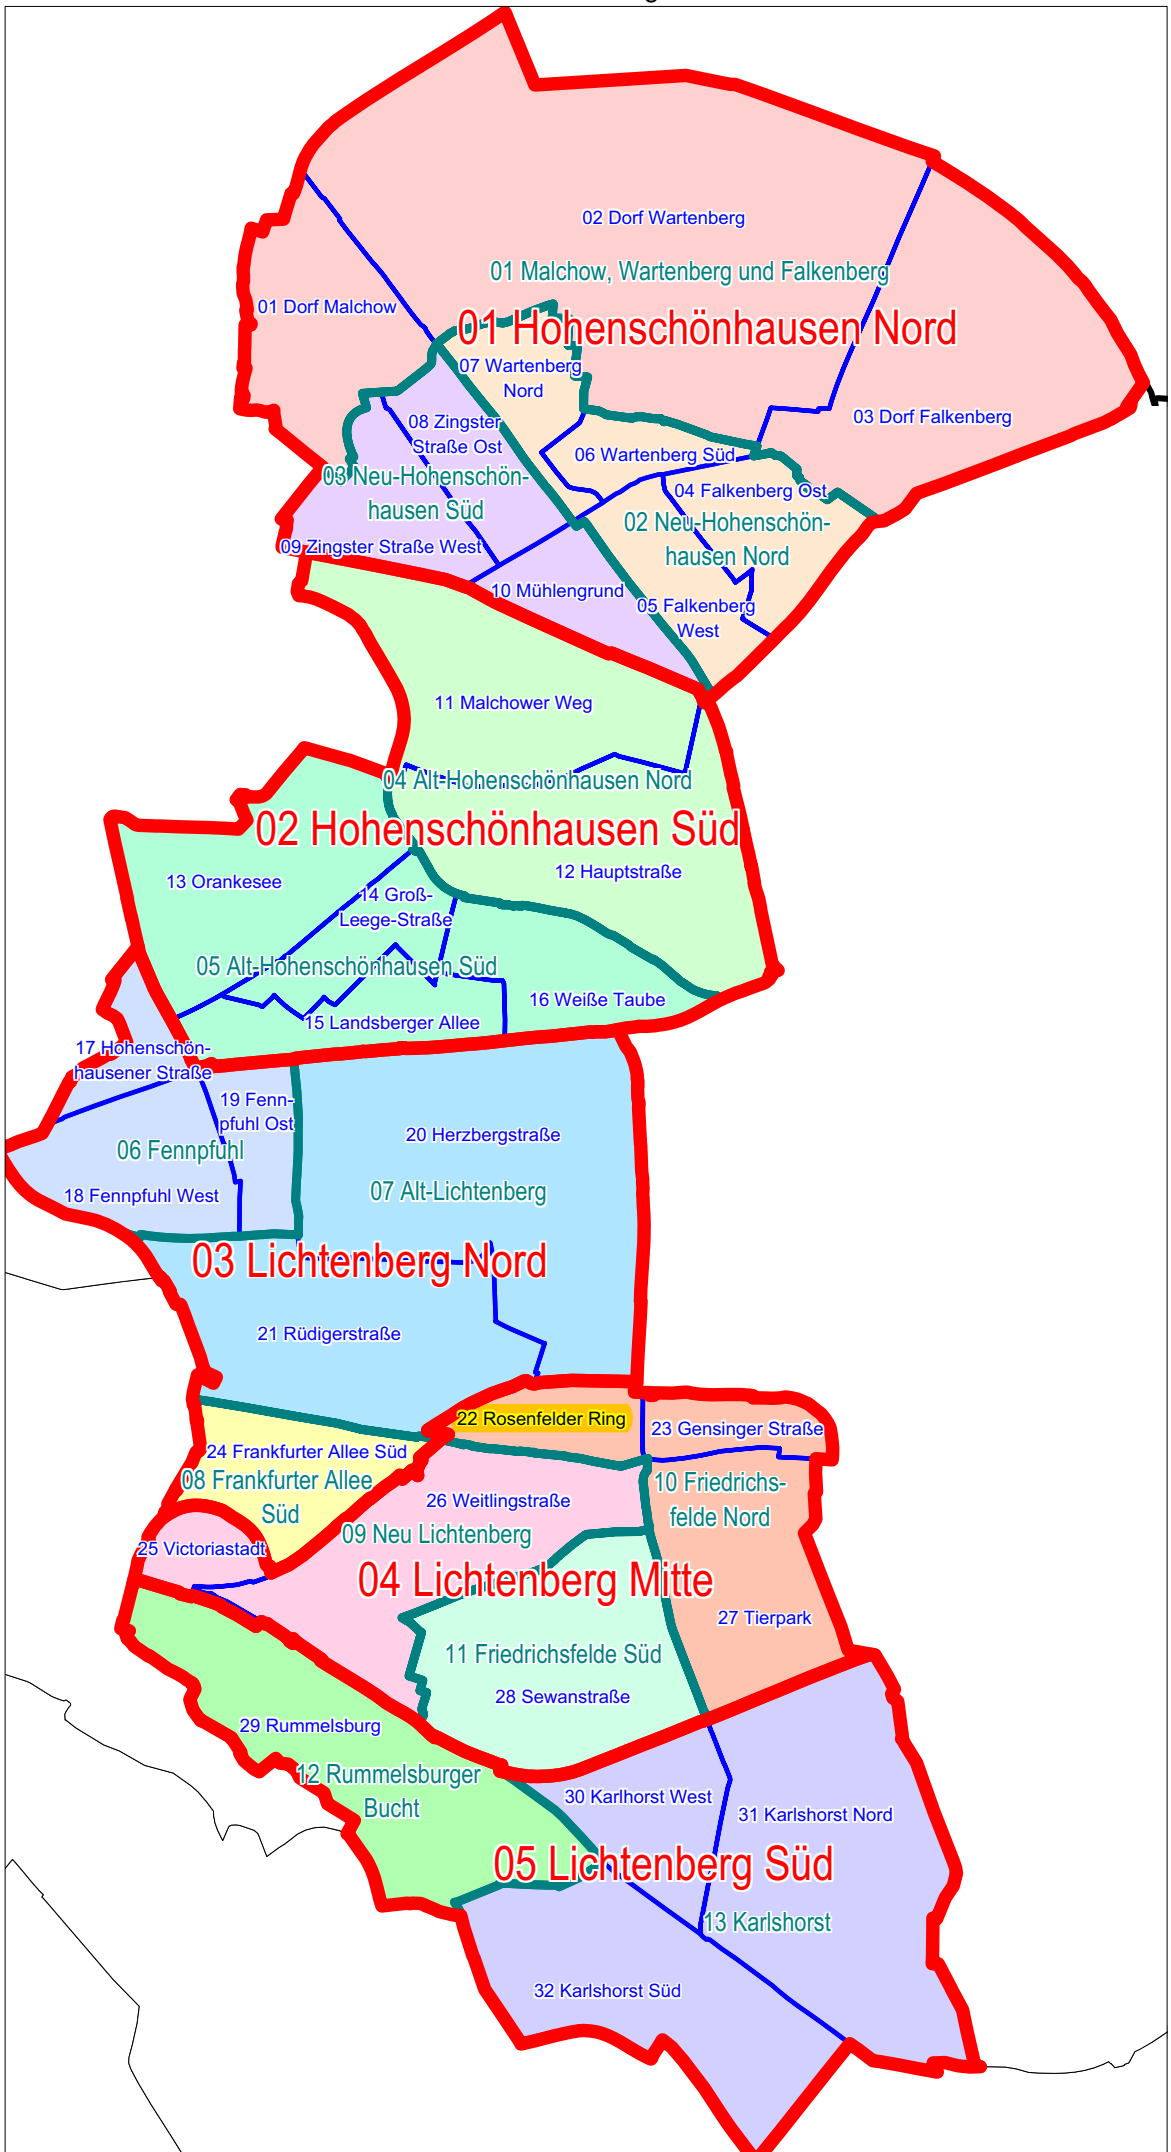 02 Dorf Wartenberg
01 Malchow, Wartenberg und Falkenberg
01 Dorf Malchow
01 Hohenschönhausen Nord
07 Wartenberg
Nord
03 Dorf Falkenberg
08 Zingster
Straße Ost
06 Wartenberg Süd
03 Neu-Hohenschön-
hausen Süd
04 Falkenberg Ost
02 Neu-Hohenschön-
hausen Nord
09 Zingster Straße West
10 Mühlengrund
05 Falkenberg
West
11 Malchower Weg
04 Alt-Hohenschönhausen Nord
02 Hohenschönhausen Süd
12 Hauptstraße
13 Orankesee
14 Groß-
Leege-Straße
05 Alt-Hohenschönhausen Süd
16 Weiße Taube
15 Landsberger Allee
17 Hohenschön-
hausener Straße
19 Fenn-
pfuhl Ost
20 Herzbergstraße
06 Fennpfuhl
18 Fennpfuhl West
07 Alt-Lichtenberg
03 Lichtenberg Nord
21 Rüdigerstraße
22 Rosenfelder Ring
23 Gensinger Straße
24 Frankfurter Allee Süd
08 Frankfurter Allee
Süd
10 Friedrichs-
felde Nord
26 Weitlingstraße
09 Neu Lichtenberg
25 Victoriastadt
04 Lichtenberg Mitte
27 Tierpark
11 Friedrichsfelde Süd
28 Sewanstraße
29 Rummelsburg
12 Rummelsburger
Bucht
30 Karlhorst West
31 Karlshorst Nord
05 Lichtenberg Süd
13 Karlshorst
32 Karlshorst Süd